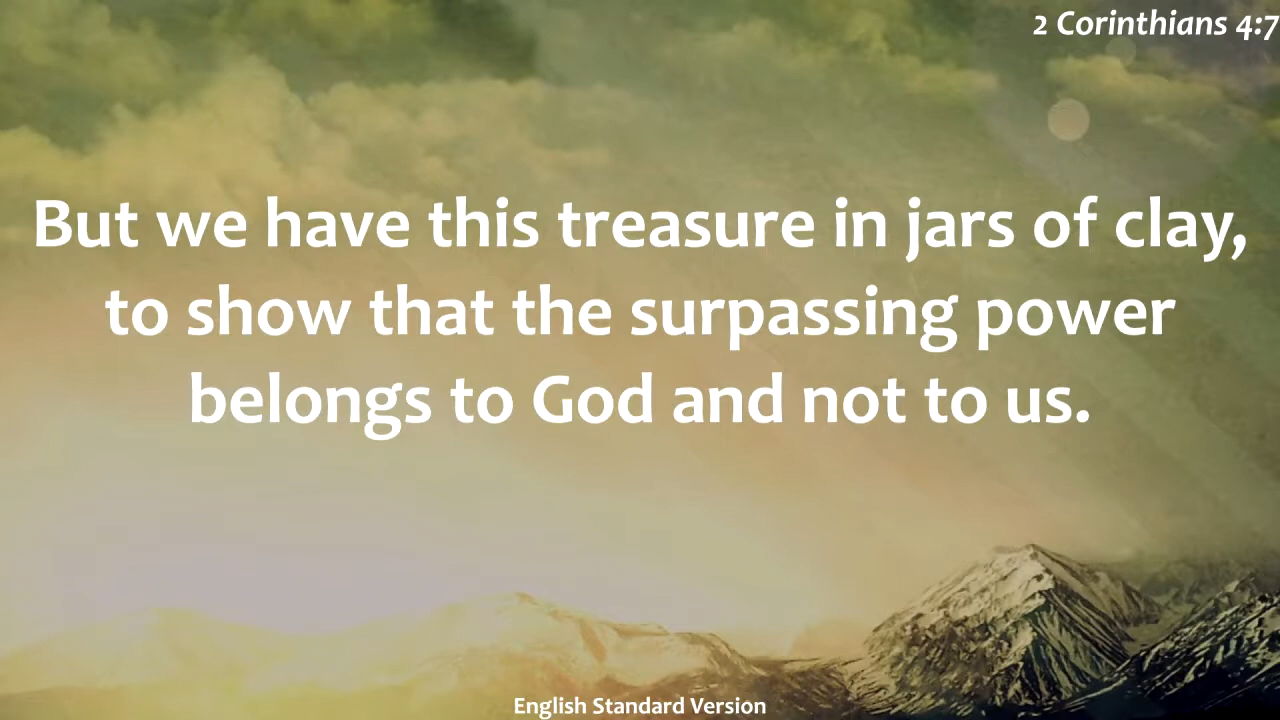 2 Corinthians 4:7
But we have this treasure in jars of clay,
to show that the surpassing power
belongs to God and not to us.
English Standard Version